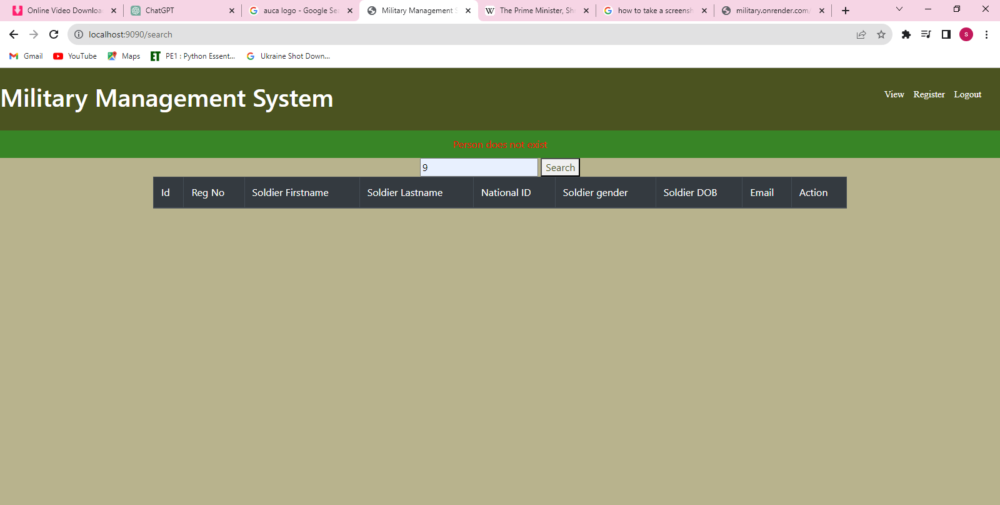 Online Video Downloa
ChatGPT
auca logo - Google Sea
Military Management S
The Prime Minister, She
how to take a screensh
military.onrender.com/
localhost:9090/search
S
Gmail
YouTube
Maps
ET
PE1 : Python Essent...
Ukraine Shot Down...
Military Management System
View Register Logout
Person does not exist
9
Search
Id Reg No Soldier Firstname Soldier Lastname National ID Soldier gender Soldier DOB Email Action